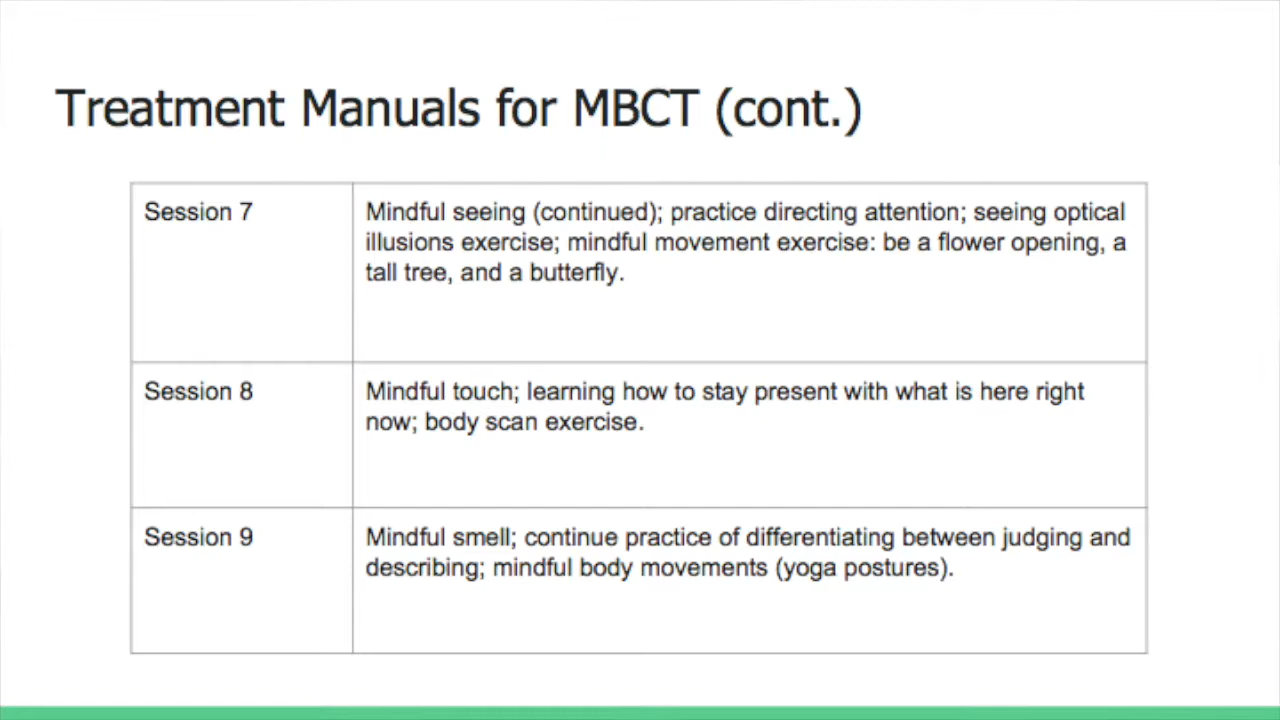 Treatment Manuals for MBCT (cont.)
Session 7
Mindful seeing (continued); practice directing attention; seeing optical
illusions exercise; mindful movement exercise: be a flower opening, a
tall tree, and a butterfly.
Session 8
Mindful touch; learning how to stay present with what is here right
now; body scan exercise.
Session 9
Mindful smell; continue practice of differentiating between judging and
describing; mindful body movements (yoga postures).